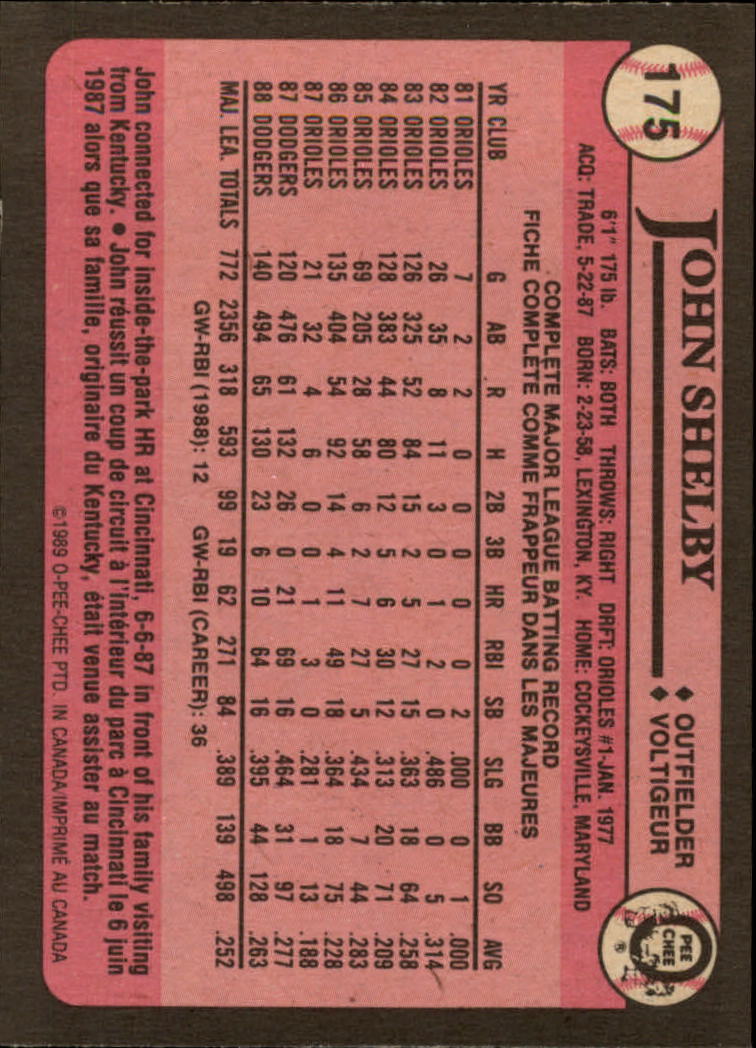 175
JOHN SHELBY
♦ OUTFIELDER
♦ VOLTIGEUR
O PEE CHEE ®
6'1" 175 lb. BATS: BOTH THROWS: RIGHT DRFT: ORIOLES #1-JAN. 1977
ACQ: TRADE, 5-22-87 BORN: 2-23-58, LEXINGTON, KY. HOME: COCKEYSVILLE, MARYLAND
COMPLETE MAJOR LEAGUE BATTING RECORD
FICHE COMPLÈTE COMME FRAPPEUR DANS LES MAJEURES
YR CLUB G AB R H 2B 3B HR RBI SB SLG BB SO AVG
81 ORIOLES 7 2 2 0 0 0 0 0 2 .000 0 1 .000
82 ORIOLES 26 35 8 11 3 0 1 2 0 .486 0 5 .314
83 ORIOLES 126 325 52 84 15 2 5 27 15 .363 18 64 .258
84 ORIOLES 128 383 44 80 12 5 6 30 12 .313 20 71 .209
85 ORIOLES 69 205 28 58 6 2 7 27 5 .434 7 44 .283
86 ORIOLES 135 404 54 92 14 4 11 49 18 .364 18 75 .228
87 ORIOLES 21 32 4 6 0 0 1 3 0 .281 1 13 .188
87 DODGERS 120 476 61 132 26 0 21 69 16 .464 31 97 .277
88 DODGERS 140 494 65 130 23 6 10 64 16 .395 44 128 .263
MAJ. LEA. TOTALS 772 2356 318 593 99 19 62 271 84 .389 139 498 .252
GW-RBI (1988): 12 GW-RBI (CAREER): 36
John connected for inside-the-park HR at Cincinnati, 6-6-87 in front of his family visiting
from Kentucky. ● John réussit un coup de circuit à l'intérieur du parc à Cincinnati le 6 juin
1987 alors que sa famille, originaire du Kentucky, était venue assister au match.
©1989 O-PEE-CHEE PTD. IN CANADA/IMPRIMÉ AU CANADA